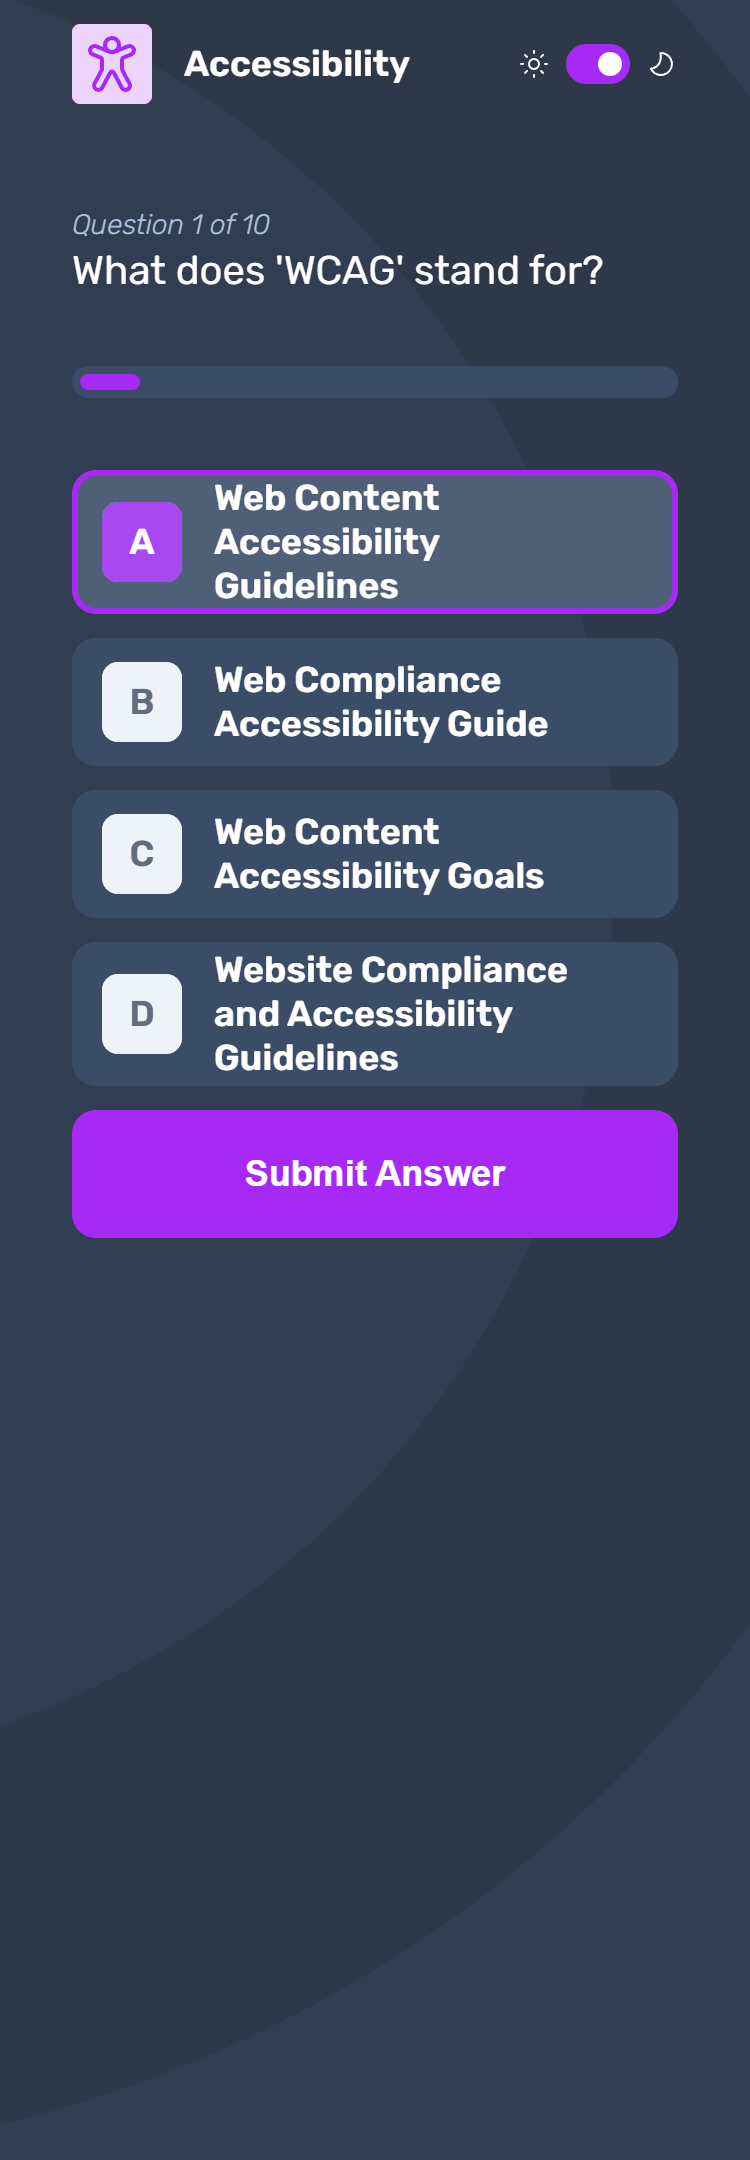 Accessibility
Question 1 of 10
What does 'WCAG' stand for?
A
Web Content
Accessibility
Guidelines
B
Web Compliance
Accessibility Guide
C
Web Content
Accessibility Goals
D
Website Compliance
and Accessibility
Guidelines
Submit Answer